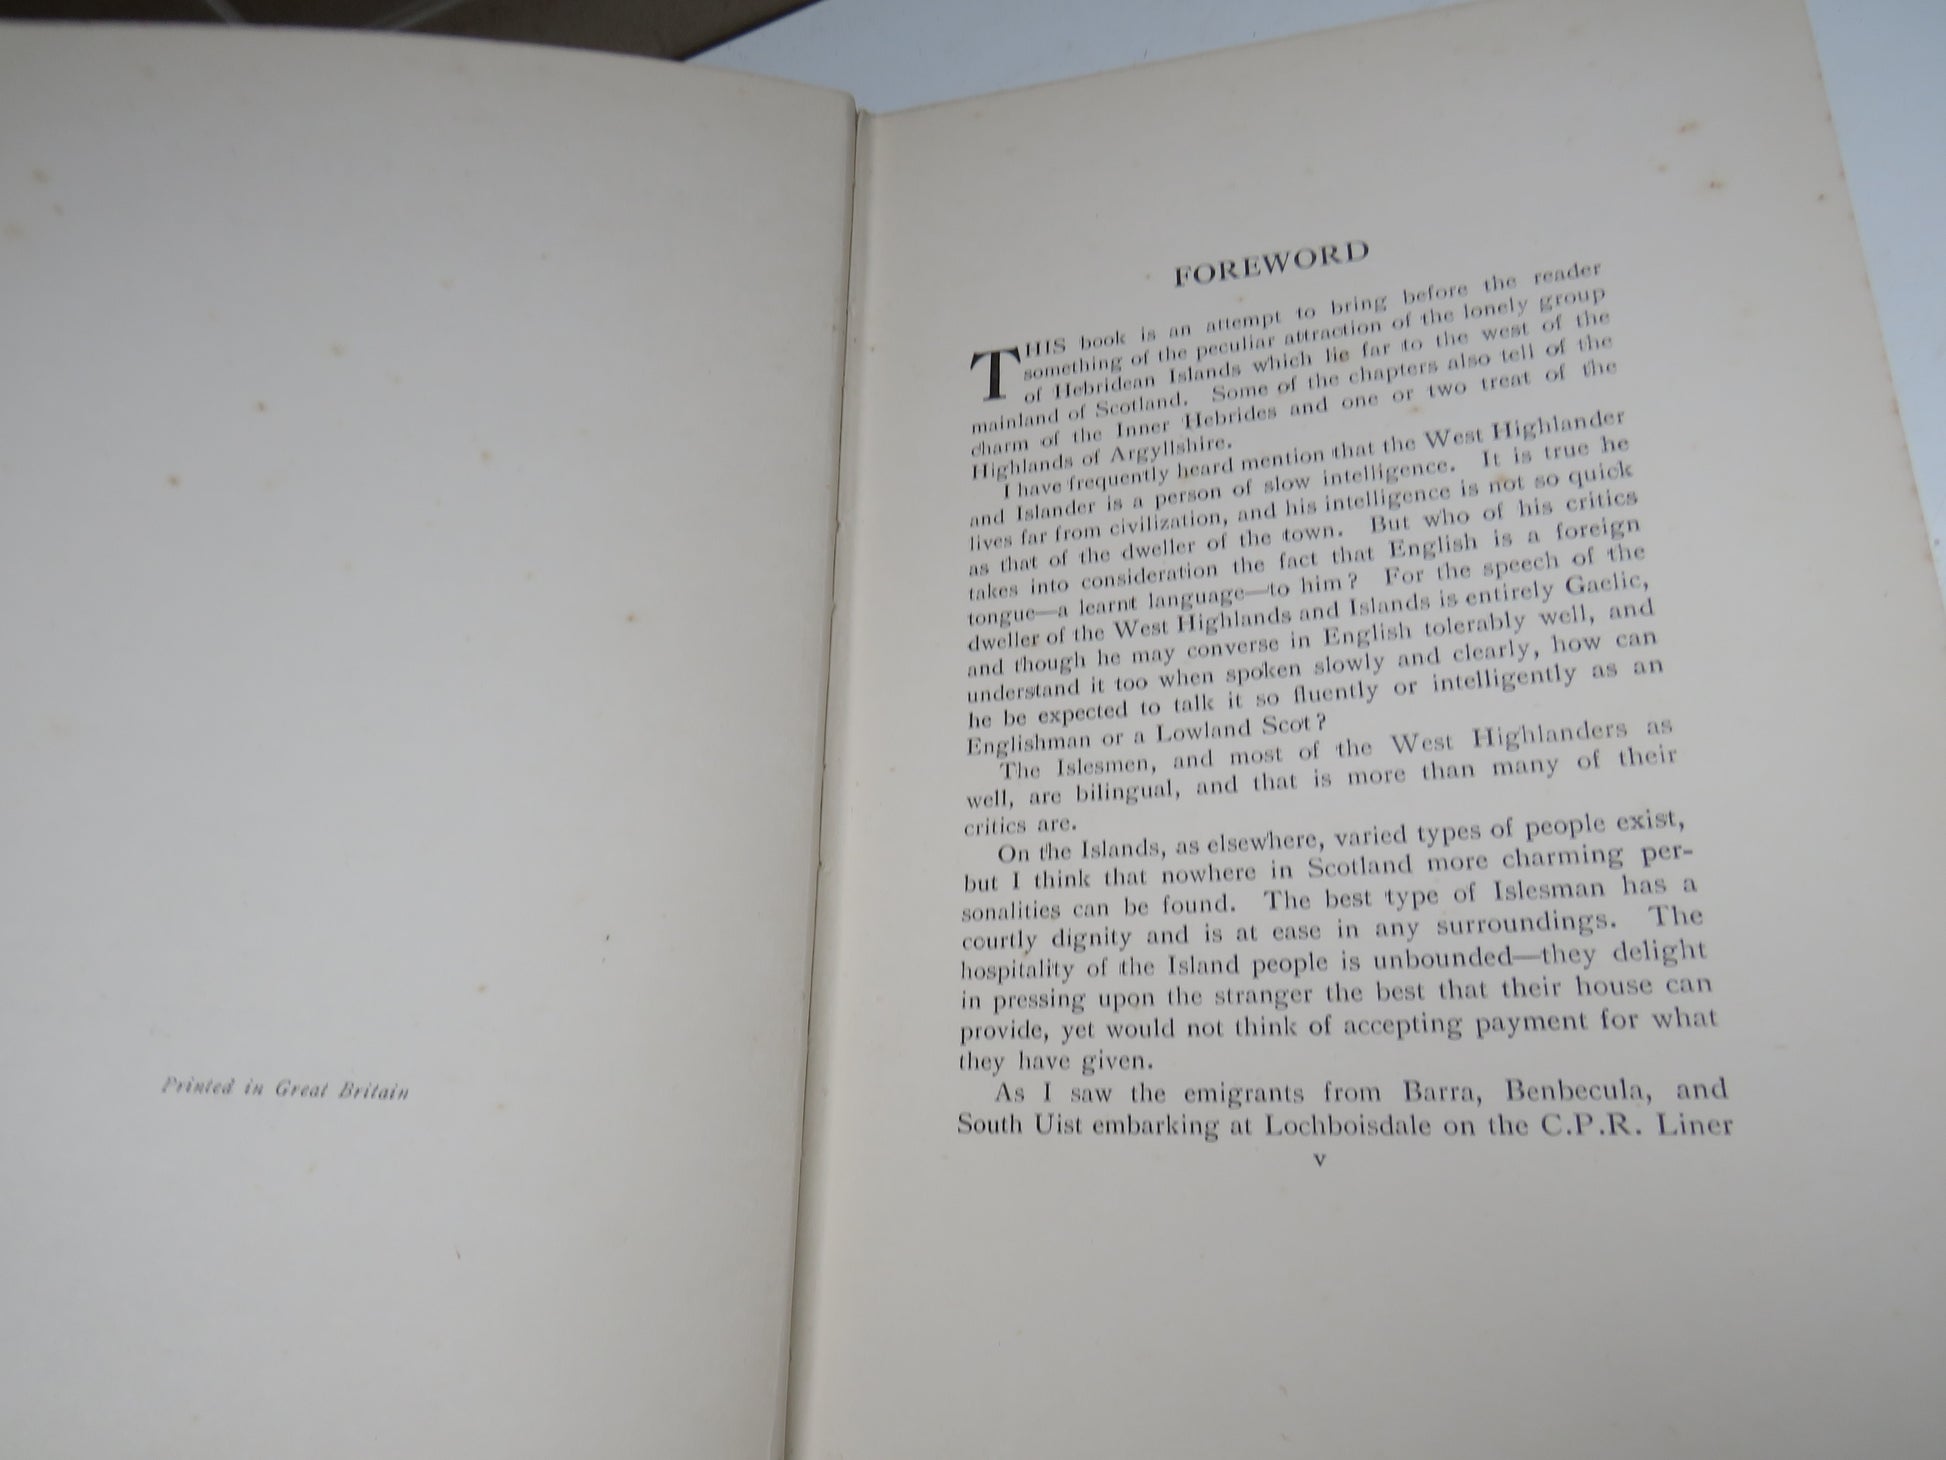 Printed in Great Britain
FOREWORD
THIS book is an attempt to bring before the reader
something of the peculiar attraction of the lonely group
of Hebridean Islands which lie far to the west of the
mainland of Scotland. Some of the chapters also tell of the
charm of the Inner Hebrides and one or two treat of the
Highlands of Argyllshire.
I have frequently heard mention that the West Highlander
and Islander is a person of slow intelligence. It is true he
lives far from civilization, and his intelligence is not so quick
as that of the dweller of the town. But who of his critics
takes into consideration the fact that English is a foreign
tongue—a learnt language—to him? For the speech of the
dweller of the West Highlands and Islands is entirely Gaelic,
and though he may converse in English tolerably well, and
understand it too when spoken slowly and clearly, how can
he be expected to talk it so fluently or intelligently as an
Englishman or a Lowland Scot?
The Islesmen, and most of the West Highlanders as
well, are bilingual, and that is more than many of their
critics are.
On the Islands, as elsewhere, varied types of people exist,
but I think that nowhere in Scotland more charming per-
sonalities can be found. The best type of Islesman has a
courtly dignity and is at ease in any surroundings. The
hospitality of the Island people is unbounded—they delight
in pressing upon the stranger the best that their house can
provide, yet would not think of accepting payment for what
they have given.
As I saw the emigrants from Barra, Benbecula, and
South Uist embarking at Lochboisdale on the C.P.R. Liner
v